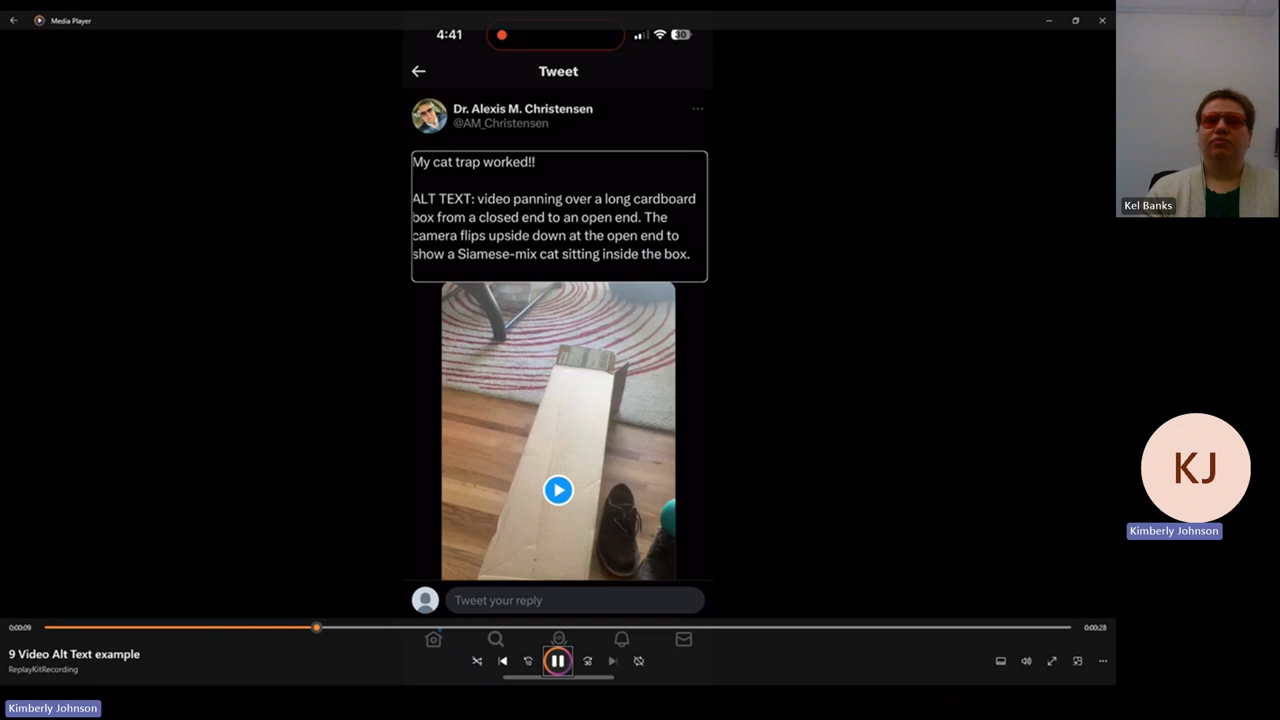 Media Player
4:41
30
Tweet
Dr. Alexis M. Christensen
@AM_Christensen
My cat trap worked!!
ALT TEXT: video panning over a long cardboard
box from a closed end to an open end. The
camera flips upside down at the open end to
show a Siamese-mix cat sitting inside the box.
Tweet your reply
0:00:09
0:00:28
9 Video Alt Text example
ReplayKitRecording
10
30
Kel Banks
KJ
Kimberly Johnson
Kimberly Johnson